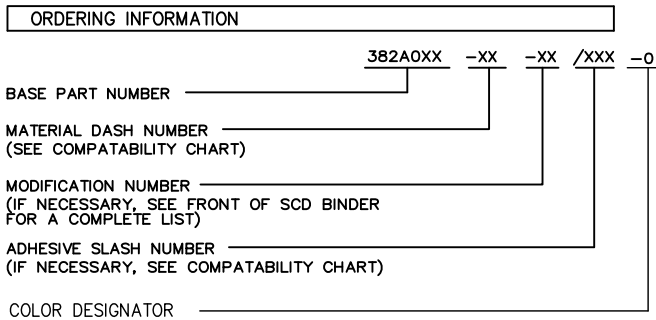 ORDERING INFORMATION
382A0XX -XX -XX /XXX -0
BASE PART NUMBER
MATERIAL DASH NUMBER
(SEE COMPATABILITY CHART)
MODIFICATION NUMBER
(IF NECESSARY, SEE FRONT OF SCD BINDER
FOR A COMPLETE LIST)
ADHESIVE SLASH NUMBER
(IF NECESSARY, SEE COMPATABILITY CHART)
COLOR DESIGNATOR